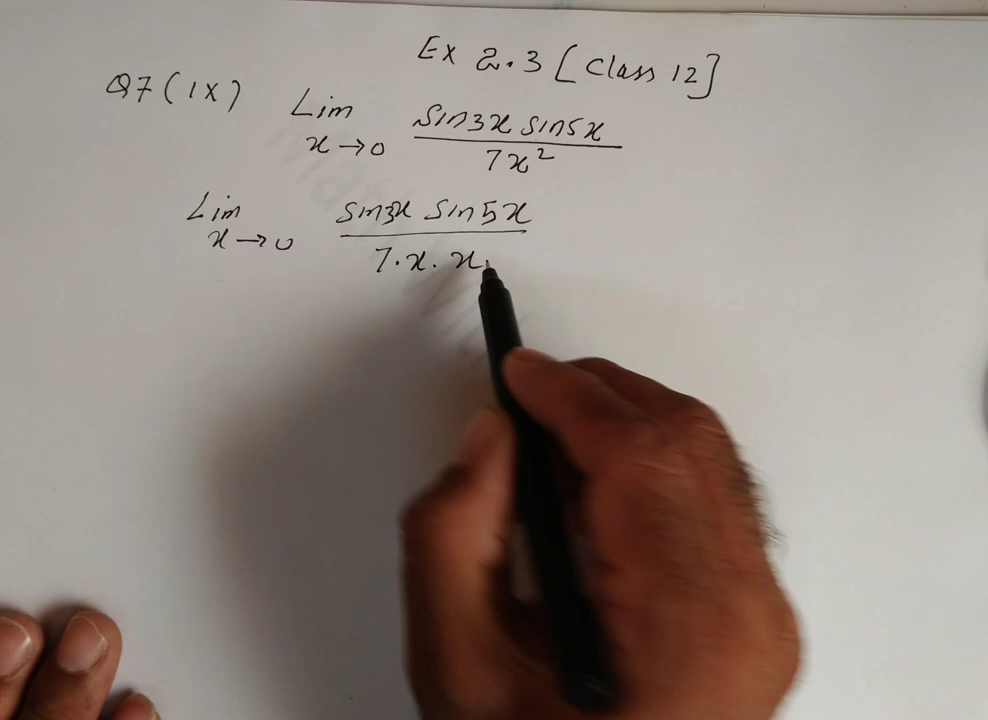 Ex 2.3 [Class 12]
Q7 (IX) Lim x→0 sin3x sin5x / 7x²
Lim x→0 sin3x sin5x / 7·x·x